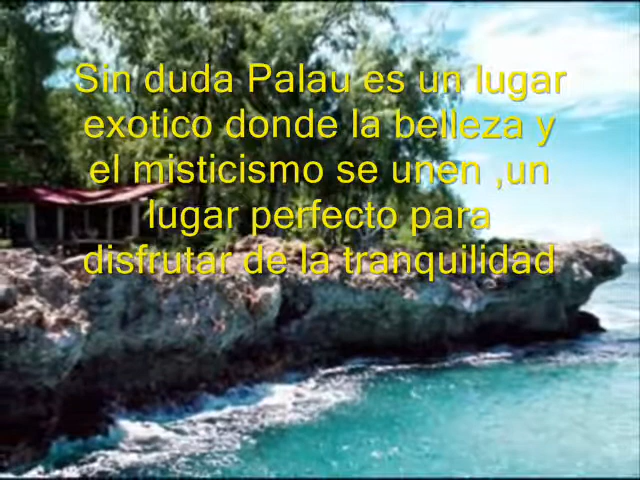 Sin duda Palau es un lugar
exotico donde la belleza y
el misticismo se unen ,un
lugar perfecto para
disfrutar de la tranquilidad